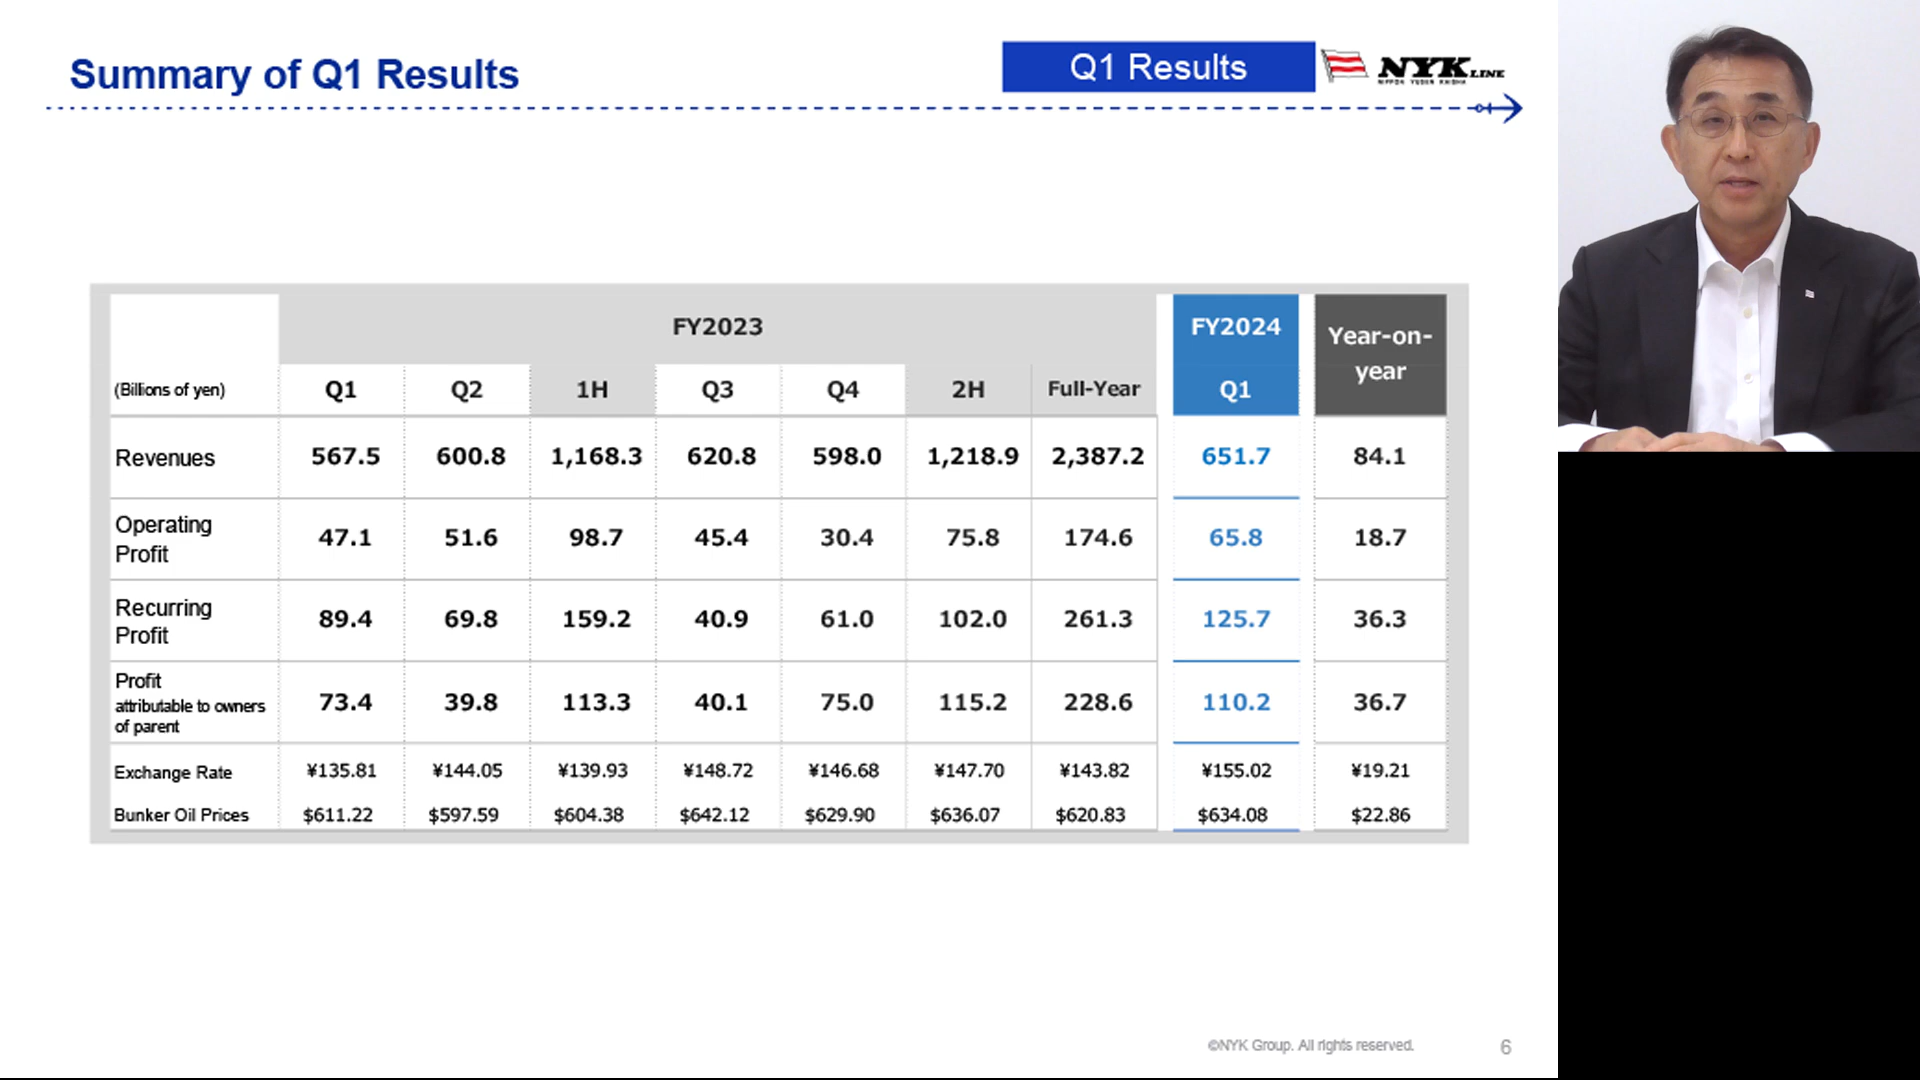 Summary of Q1 Results
Q1 Results
NYK LINE
NIPPON YUSEN KAISHA
FY2023
FY2024
Year-on-
year
(Billions of yen) Q1 Q2 1H Q3 Q4 2H Full-Year Q1
Revenues 567.5 600.8 1,168.3 620.8 598.0 1,218.9 2,387.2 651.7 84.1
Operating
Profit 47.1 51.6 98.7 45.4 30.4 75.8 174.6 65.8 18.7
Recurring
Profit 89.4 69.8 159.2 40.9 61.0 102.0 261.3 125.7 36.3
Profit
attributable to owners
of parent 73.4 39.8 113.3 40.1 75.0 115.2 228.6 110.2 36.7
Exchange Rate ¥135.81 ¥144.05 ¥139.93 ¥148.72 ¥146.68 ¥147.70 ¥143.82 ¥155.02 ¥19.21
Bunker Oil Prices $611.22 $597.59 $604.38 $642.12 $629.90 $636.07 $620.83 $634.08 $22.86
©NYK Group. All rights reserved.
6